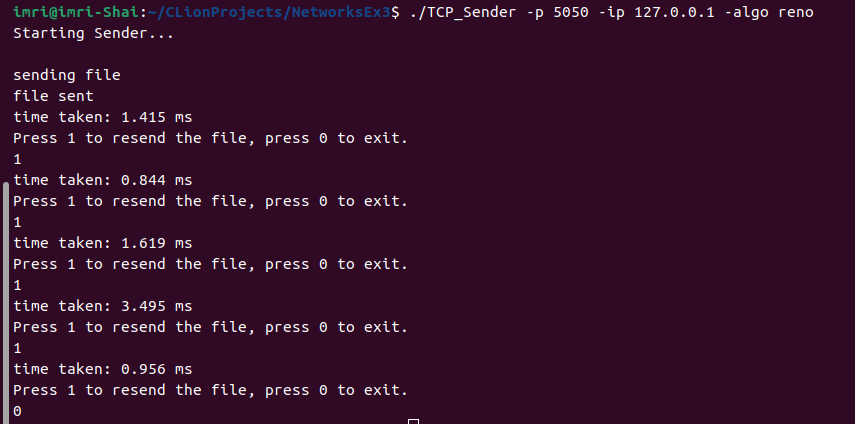 imri@imri-Shai:~/CLionProjects/NetworksEx3$ ./TCP_Sender -p 5050 -ip 127.0.0.1 -algo reno
Starting Sender...
sending file
file sent
time taken: 1.415 ms
Press 1 to resend the file, press 0 to exit.
1
time taken: 0.844 ms
Press 1 to resend the file, press 0 to exit.
1
time taken: 1.619 ms
Press 1 to resend the file, press 0 to exit.
1
time taken: 3.495 ms
Press 1 to resend the file, press 0 to exit.
1
time taken: 0.956 ms
Press 1 to resend the file, press 0 to exit.
0